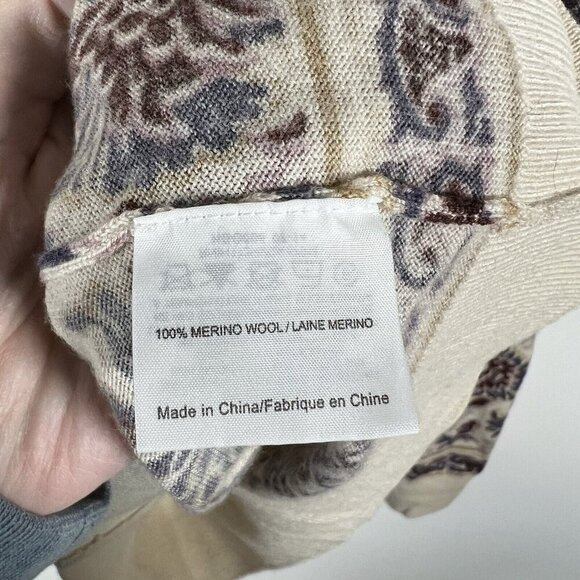 100% MERINO WOOL / LAINE MERINO
Made in China/Fabrique en Chine